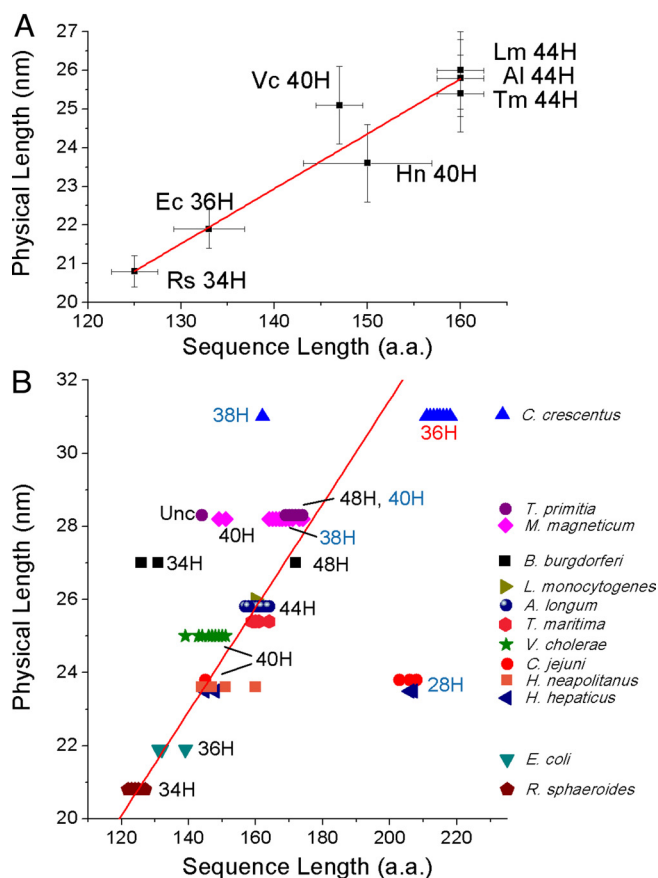 A
Physical Length (nm)
27
26
25
24
23
22
21
20
120
130
140
150
160
Sequence Length (a.a.)
Lm 44H
Al 44H
Tm 44H
Vc 40H
Hn 40H
Ec 36H
Rs 34H
B
Physical Length (nm)
32
30
28
26
24
22
20
120
140
160
180
200
220
Sequence Length (a.a.)
38H
36H
Unc
48H, 40H
40H
38H
34H
48H
44H
40H
28H
36H
34H
C. crescentus
T. primitia
M. magneticum
B. burgdorferi
L. monocytogenes
A. longum
T. maritima
V. cholerae
C. jejuni
H. neapolitanus
H. hepaticus
E. coli
R. sphaeroides